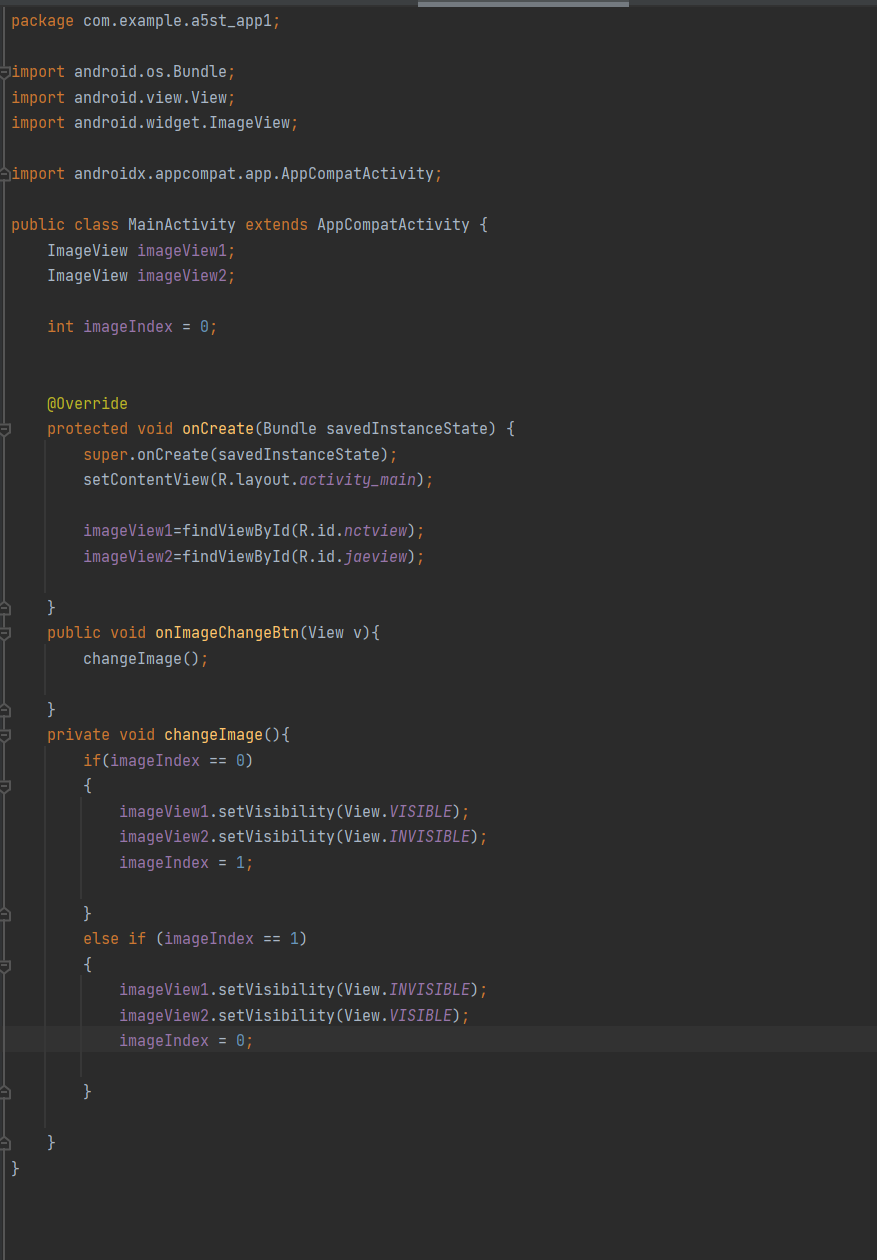 package com.example.a5st_app1;
import android.os.Bundle;
import android.view.View;
import android.widget.ImageView;
import androidx.appcompat.app.AppCompatActivity;
public class MainActivity extends AppCompatActivity {
ImageView imageView1;
ImageView imageView2;
int imageIndex = 0;
@Override
protected void onCreate(Bundle savedInstanceState) {
super.onCreate(savedInstanceState);
setContentView(R.layout.activity_main);
imageView1=findViewById(R.id.nctview);
imageView2=findViewById(R.id.jaeview);
}
public void onImageChangeBtn(View v){
changeImage();
}
private void changeImage(){
if(imageIndex == 0)
{
imageView1.setVisibility(View.VISIBLE);
imageView2.setVisibility(View.INVISIBLE);
imageIndex = 1;
}
else if (imageIndex == 1)
{
imageView1.setVisibility(View.INVISIBLE);
imageView2.setVisibility(View.VISIBLE);
imageIndex = 0;
}
}
}